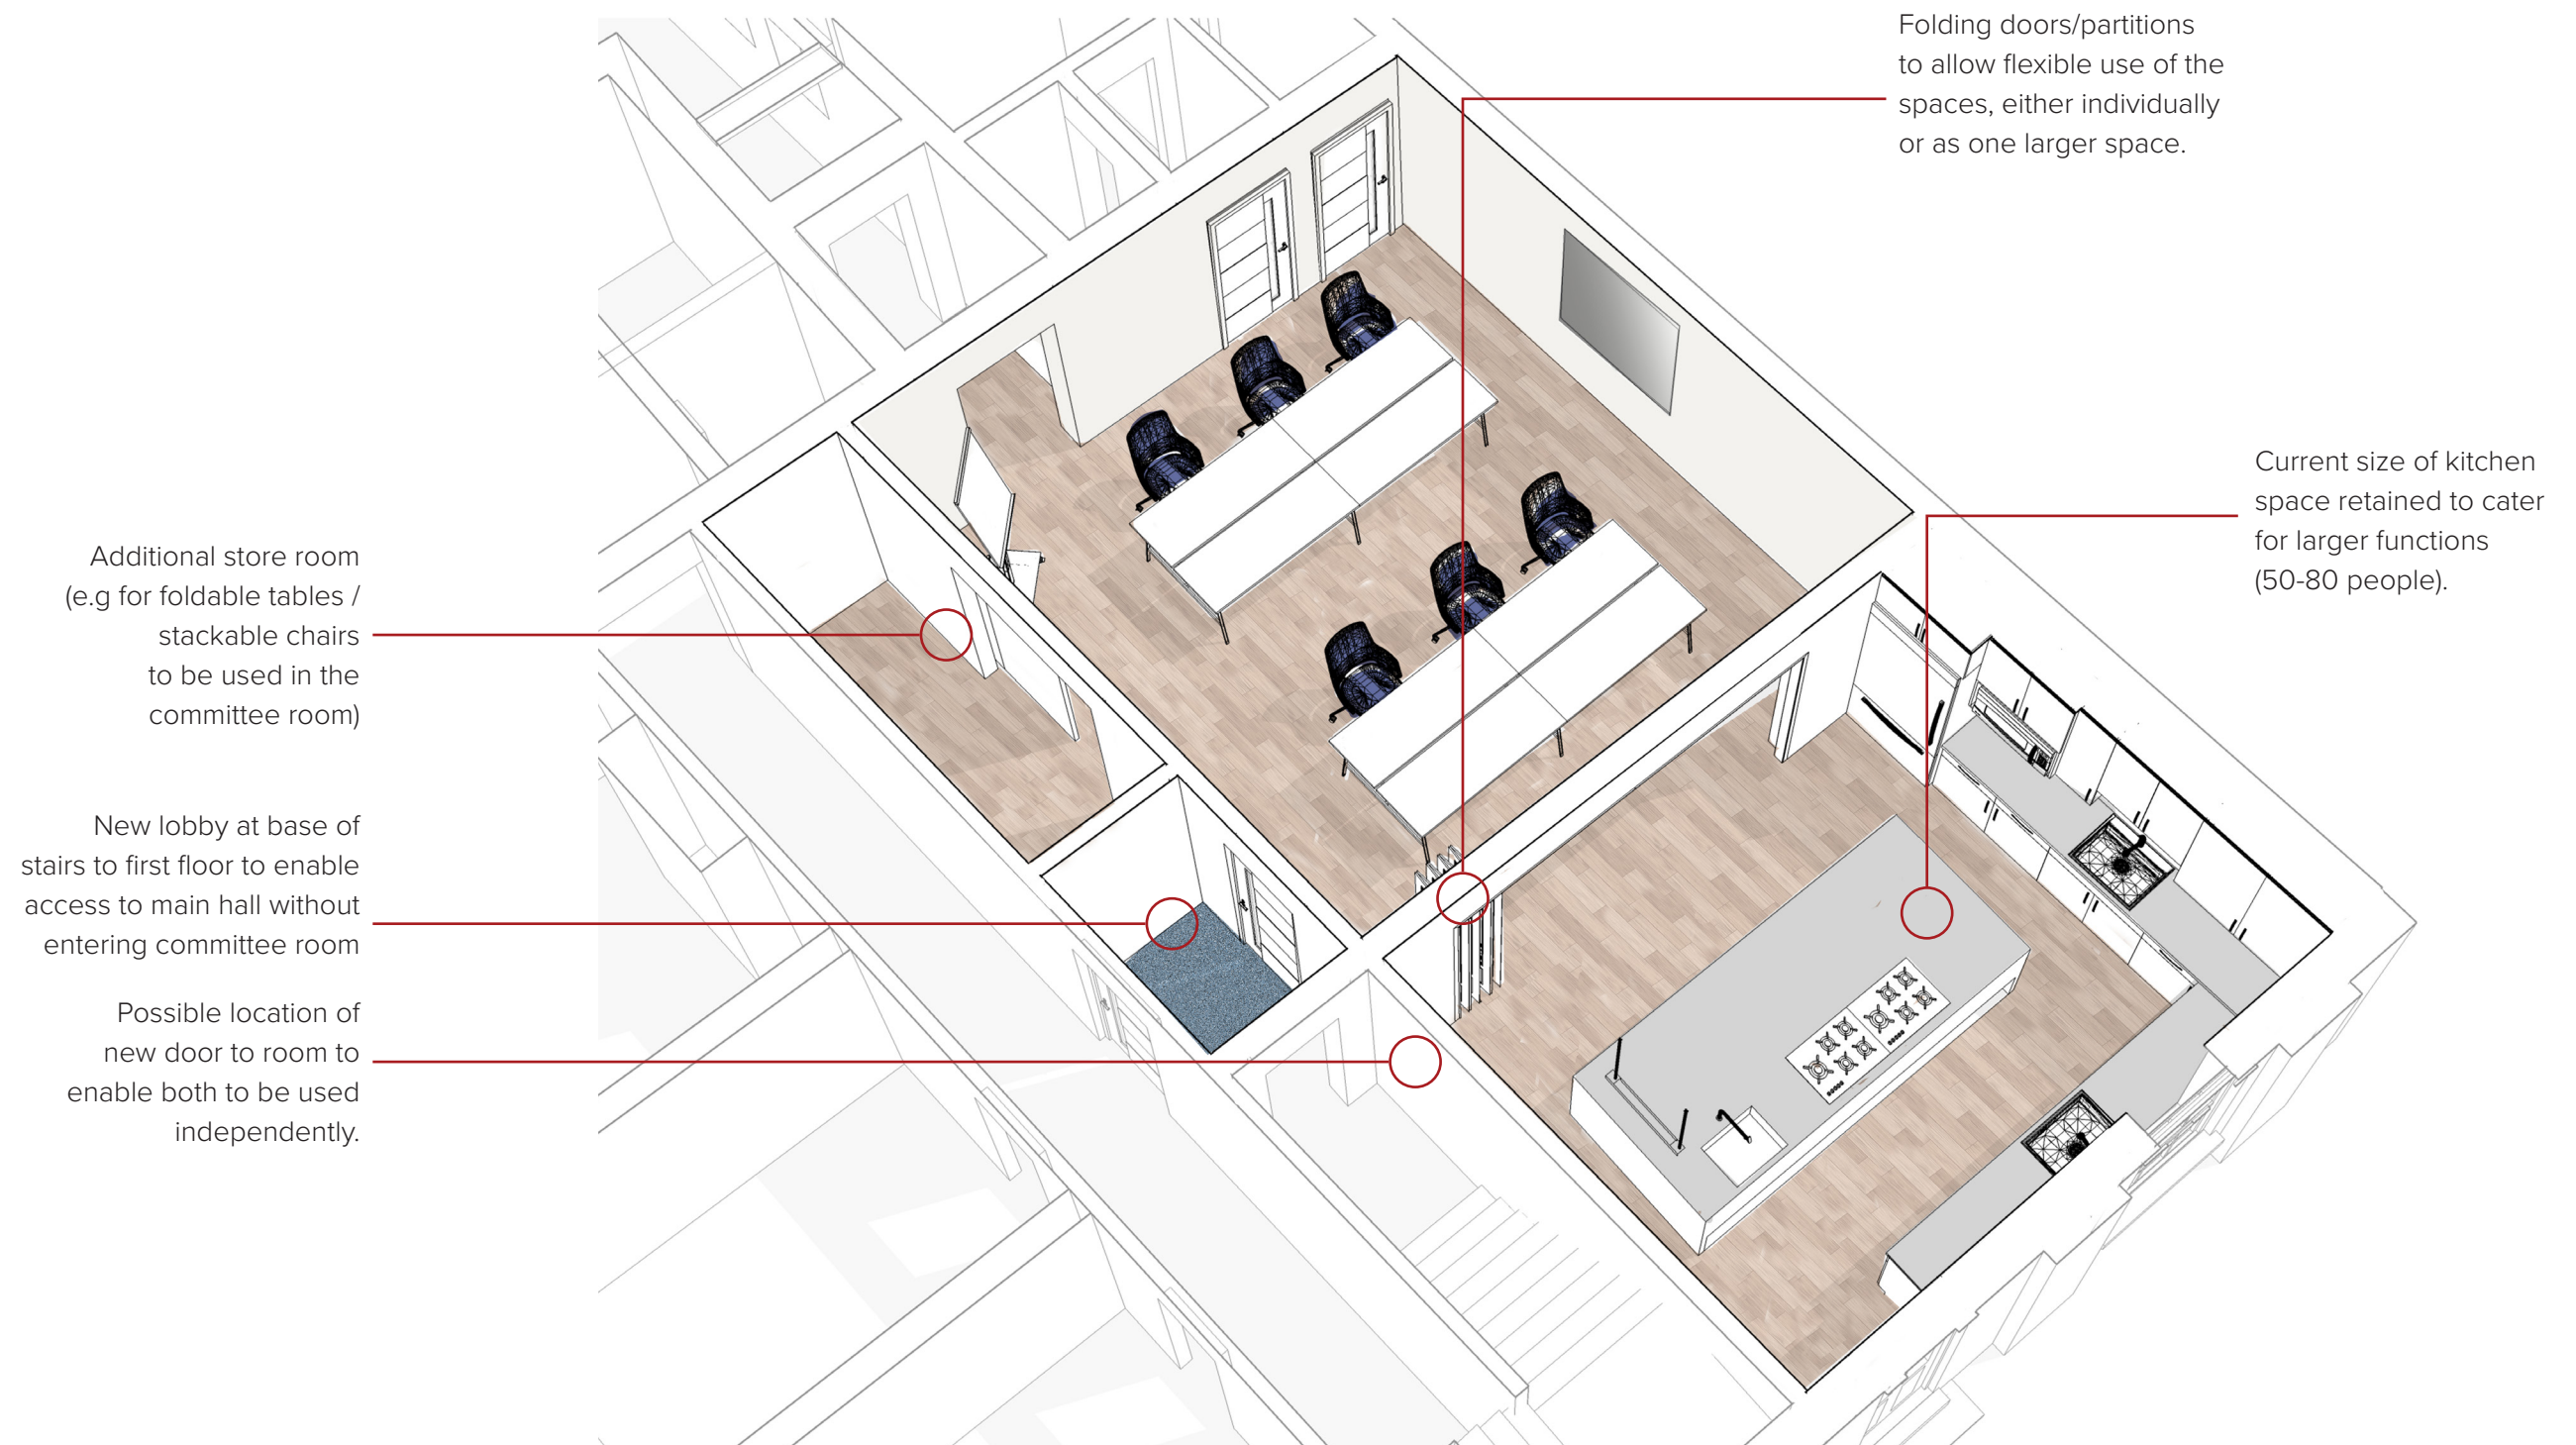 Folding doors/partitions
to allow flexible use of the
spaces, either individually
or as one larger space.
Current size of kitchen
space retained to cater
for larger functions
(50-80 people).
Additional store room
(e.g for foldable tables /
stackable chairs
to be used in the
committee room)
New lobby at base of
stairs to first floor to enable
access to main hall without
entering committee room
Possible location of
new door to room to
enable both to be used
independently.